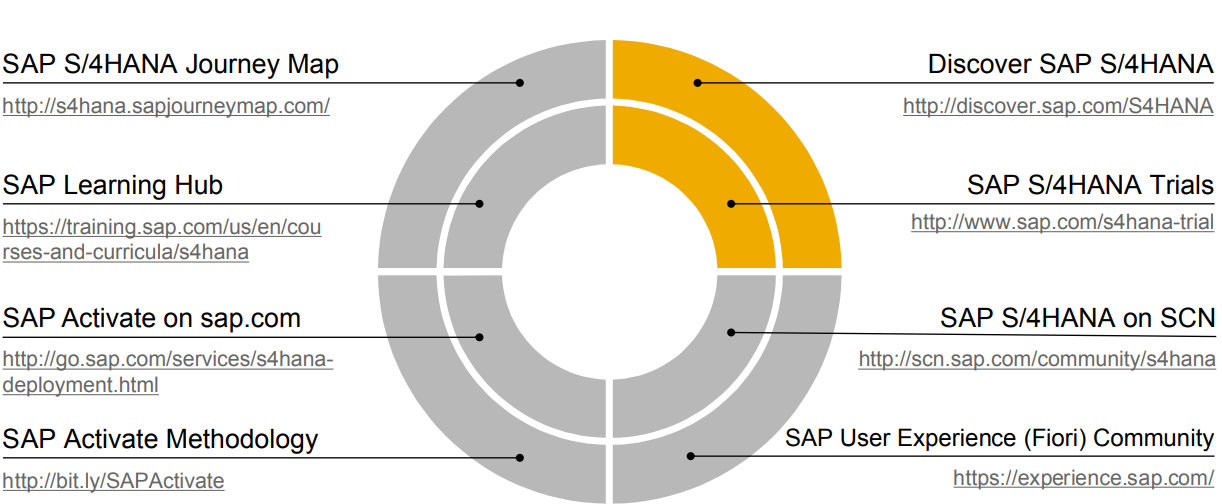 SAP S/4HANA Journey Map
http://s4hana.sapjourneymap.com/
SAP Learning Hub
https://training.sap.com/us/en/cou
rses-and-curricula/s4hana
SAP Activate on sap.com
http://go.sap.com/services/s4hana-
deployment.html
SAP Activate Methodology
http://bit.ly/SAPActivate
Discover SAP S/4HANA
http://discover.sap.com/S4HANA
SAP S/4HANA Trials
http://www.sap.com/s4hana-trial
SAP S/4HANA on SCN
http://scn.sap.com/community/s4hana
SAP User Experience (Fiori) Community
https://experience.sap.com/